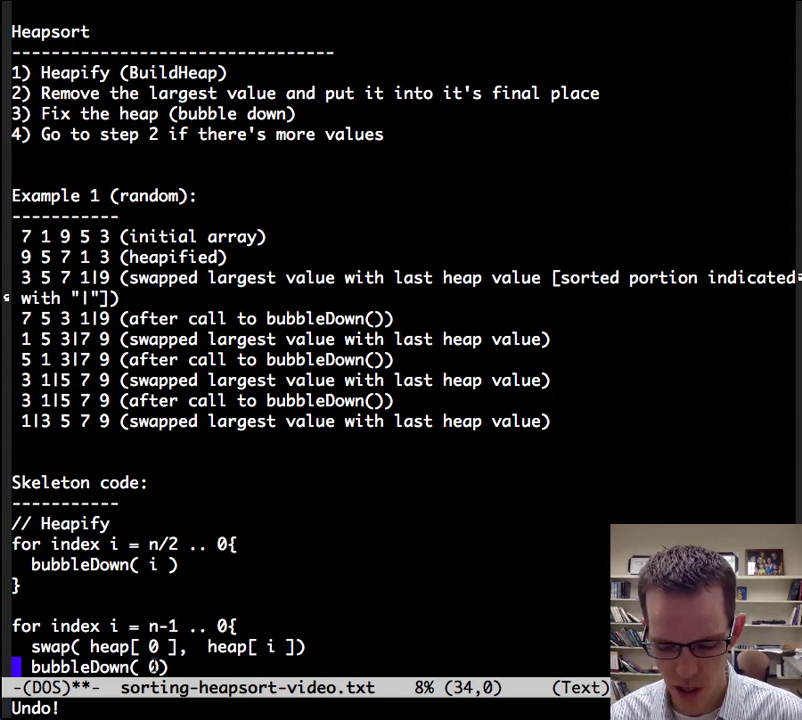 Heapsort
---------------------------------
1) Heapify (BuildHeap)
2) Remove the largest value and put it into it's final place
3) Fix the heap (bubble down)
4) Go to step 2 if there's more values
Example 1 (random):
-----------
7 1 9 5 3 (initial array)
9 5 7 1 3 (heapified)
3 5 7 1|9 (swapped largest value with last heap value [sorted portion indicated
with "|"])
7 5 3 1|9 (after call to bubbleDown())
1 5 3|7 9 (swapped largest value with last heap value)
5 1 3|7 9 (after call to bubbleDown())
3 1|5 7 9 (swapped largest value with last heap value)
3 1|5 7 9 (after call to bubbleDown())
1|3 5 7 9 (swapped largest value with last heap value)
Skeleton code:
-----------
// Heapify
for index i = n/2 .. 0{
bubbleDown( i )
}
for index i = n-1 .. 0{
swap( heap[ 0 ], heap[ i ])
bubbleDown( 0)
-(DOS)**- sorting-heapsort-video.txt 8% (34,0) (Text)
Undo!